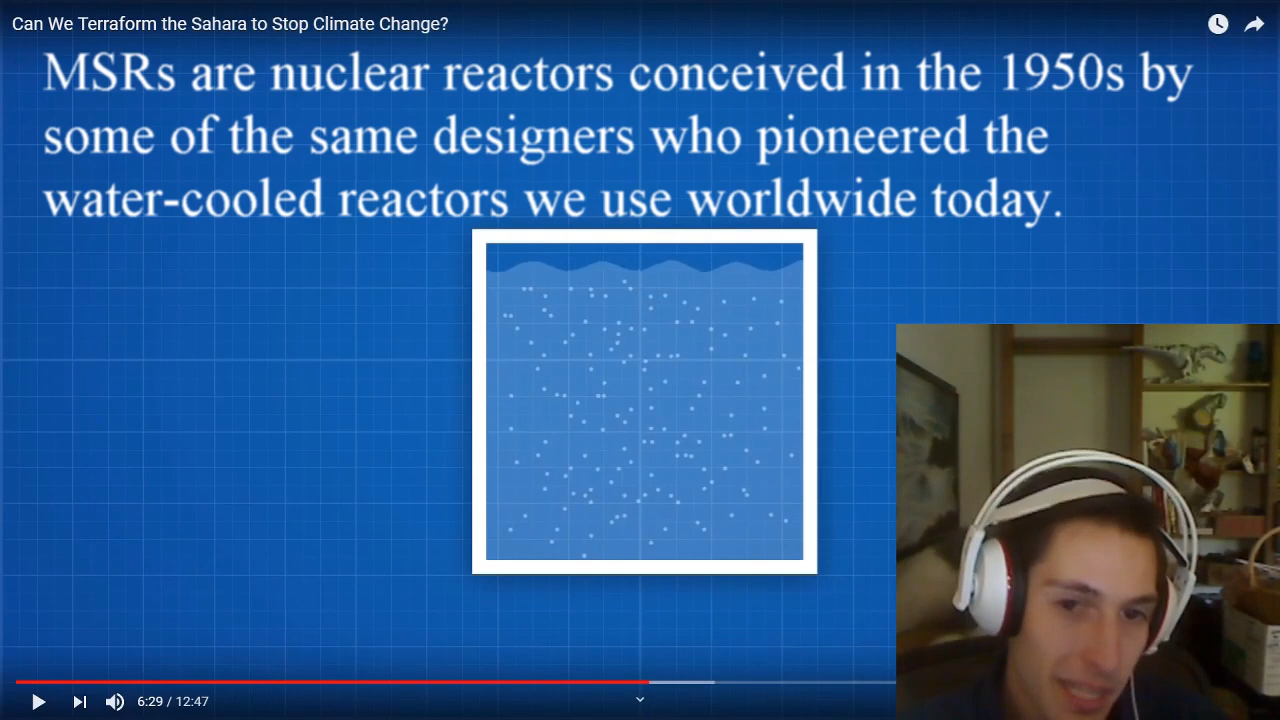 Can We Terraform the Sahara to Stop Climate Change?
MSRs are nuclear reactors conceived in the 1950s by
some of the same designers who pioneered the
water-cooled reactors we use worldwide today.
6:29 / 12:47